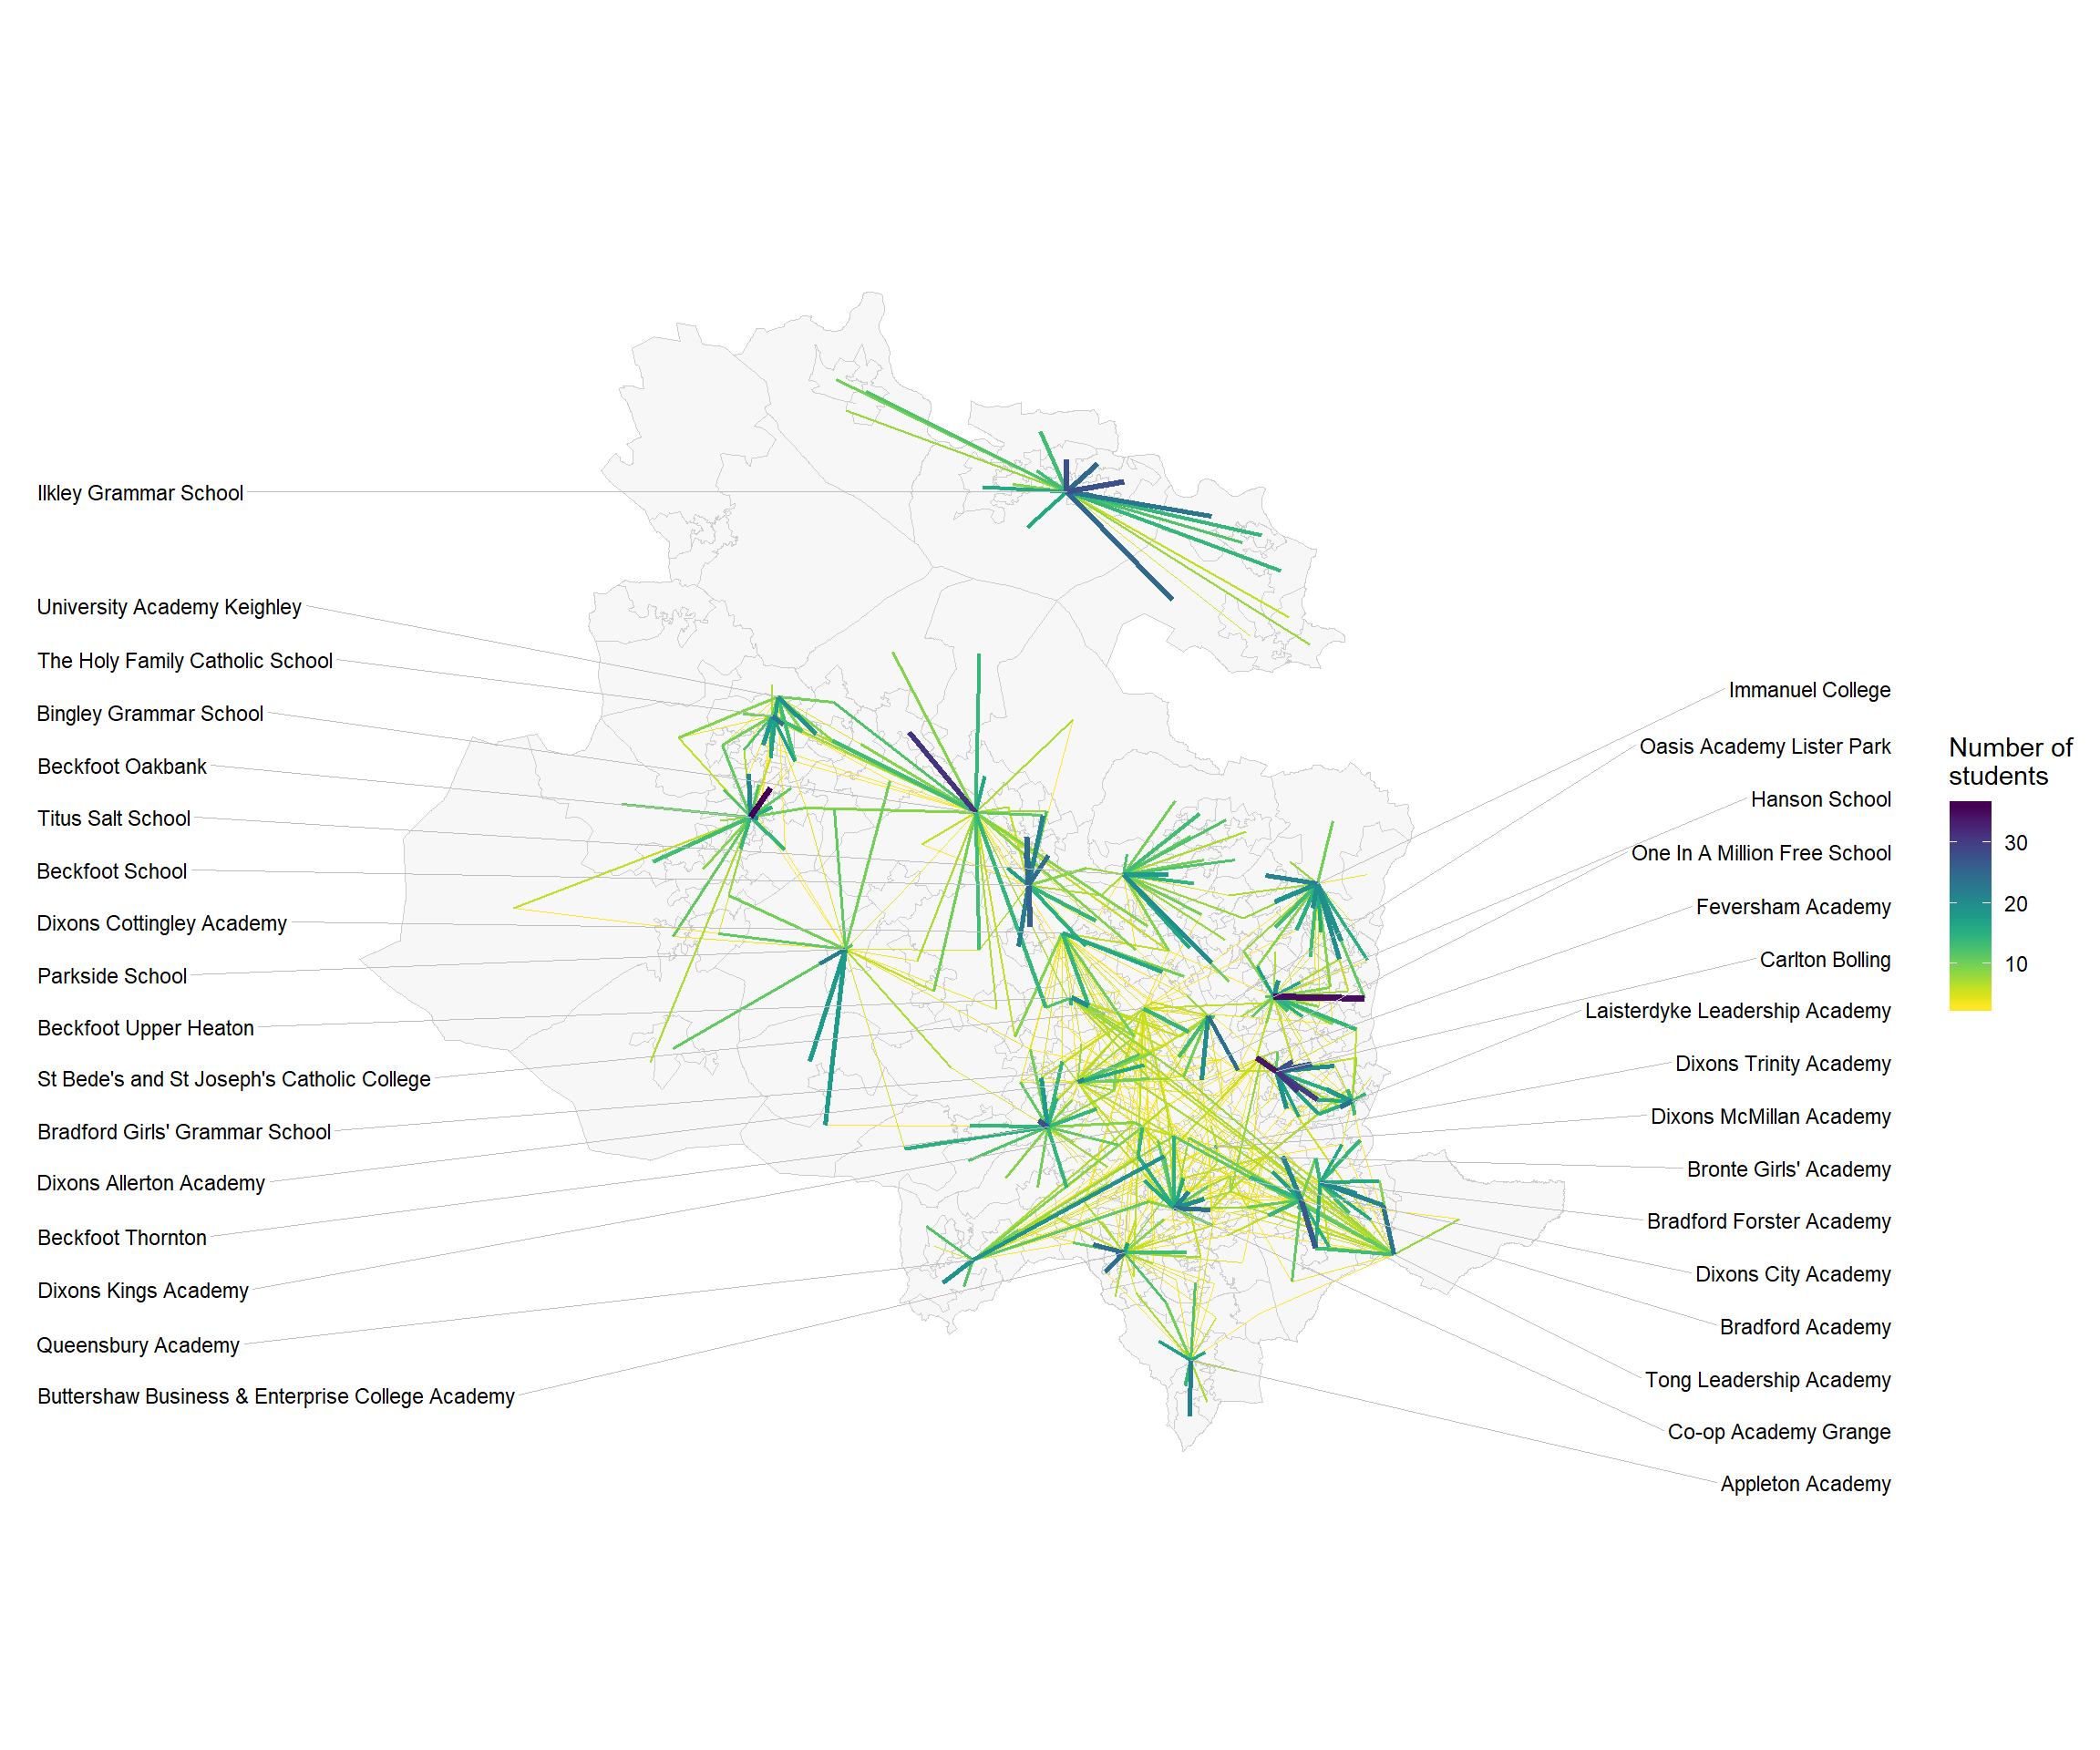 Ilkley Grammar School
University Academy Keighley
The Holy Family Catholic School
Bingley Grammar School
Beckfoot Oakbank
Titus Salt School
Beckfoot School
Dixons Cottingley Academy
Parkside School
Beckfoot Upper Heaton
St Bede's and St Joseph's Catholic College
Bradford Girls' Grammar School
Dixons Allerton Academy
Beckfoot Thornton
Dixons Kings Academy
Queensbury Academy
Buttershaw Business & Enterprise College Academy
Immanuel College
Oasis Academy Lister Park
Hanson School
One In A Million Free School
Feversham Academy
Carlton Bolling
Laisterdyke Leadership Academy
Dixons Trinity Academy
Dixons McMillan Academy
Bronte Girls' Academy
Bradford Forster Academy
Dixons City Academy
Bradford Academy
Tong Leadership Academy
Co-op Academy Grange
Appleton Academy
Number of
students
30
20
10